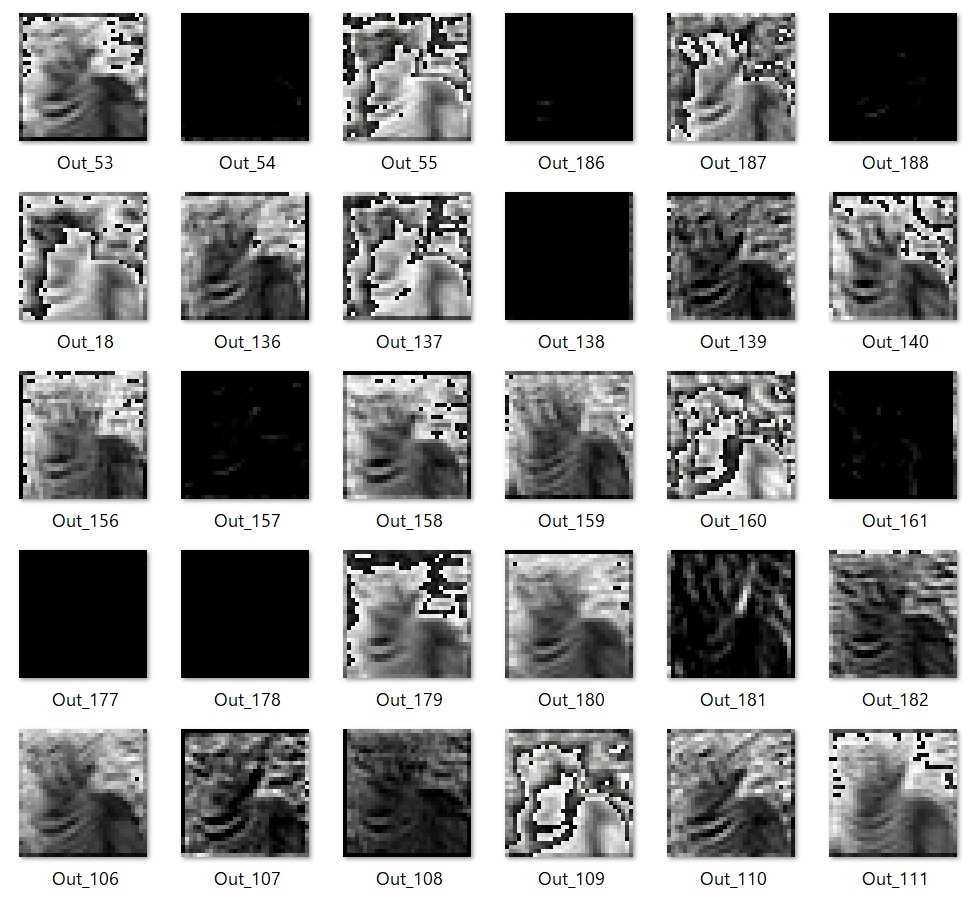 Out_53 Out_54 Out_55 Out_186 Out_187 Out_188
Out_18 Out_136 Out_137 Out_138 Out_139 Out_140
Out_156 Out_157 Out_158 Out_159 Out_160 Out_161
Out_177 Out_178 Out_179 Out_180 Out_181 Out_182
Out_106 Out_107 Out_108 Out_109 Out_110 Out_111